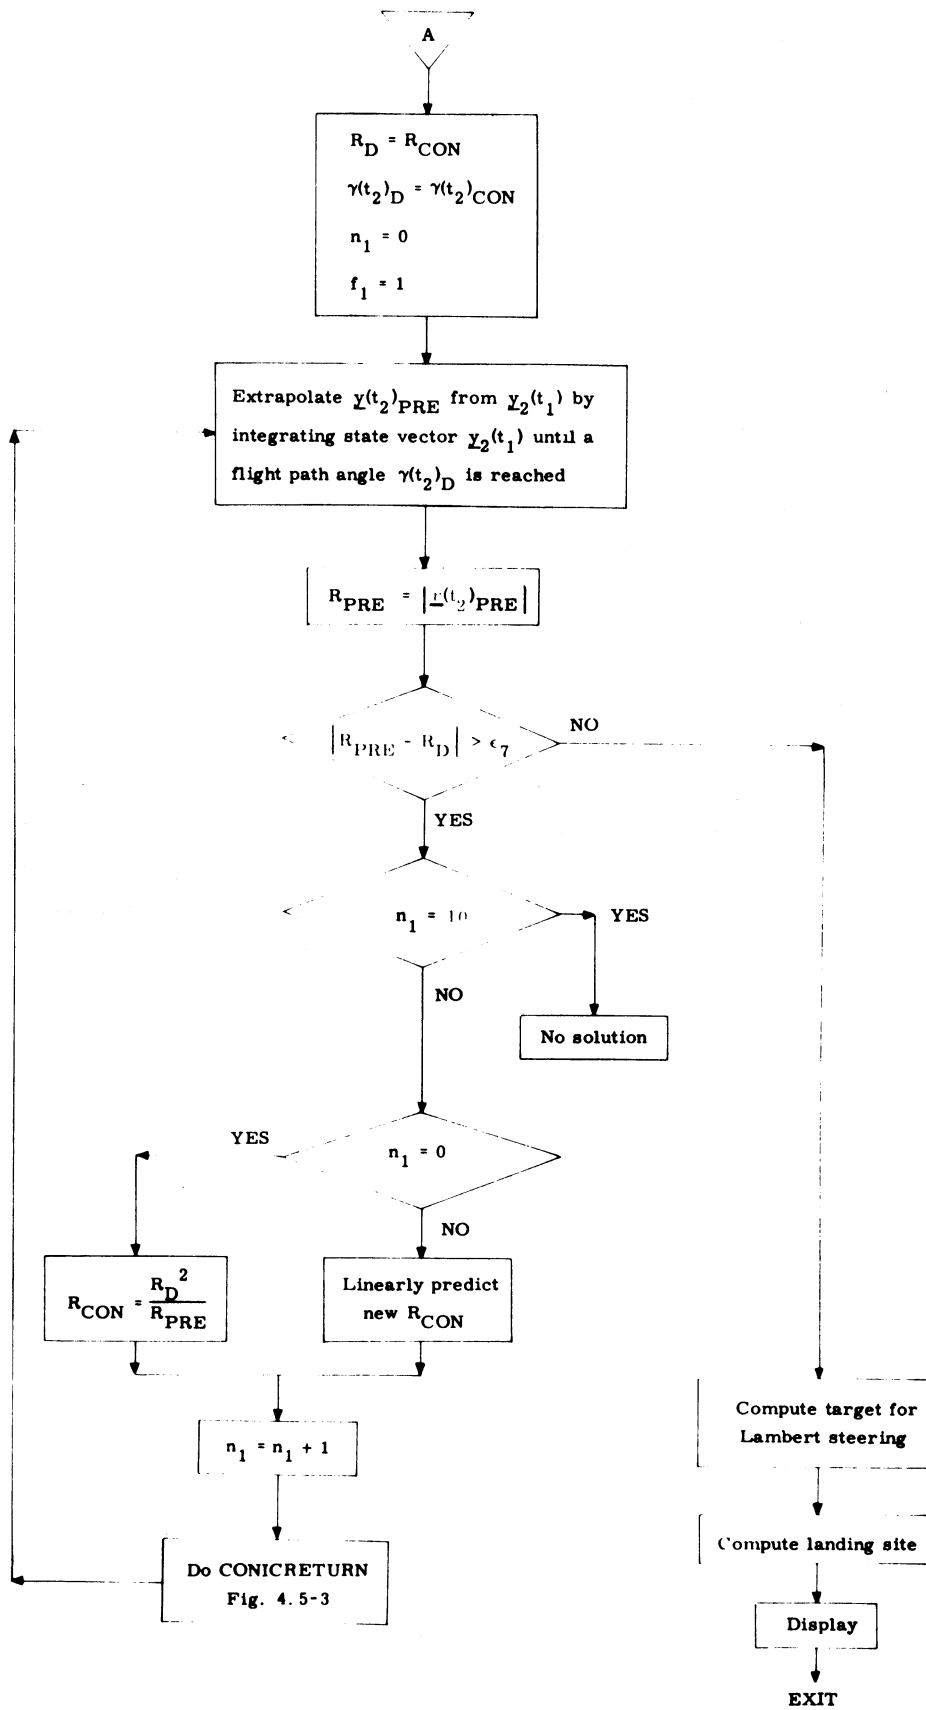 A
R_D = R_CON
γ(t_2)_D = γ(t_2)_CON
n_1 = 0
f_1 = 1
Extrapolate y(t_2)_PRE from y_2(t_1) by
integrating state vector y_2(t_1) until a
flight path angle γ(t_2)_D is reached
R_PRE = |r(t_2)_PRE|
|R_PRE - R_D| > ϵ_7
NO
YES
n_1 = 10
YES
NO
No solution
YES
n_1 = 0
NO
R_CON = R_D^2 / R_PRE
Linearly predict
new R_CON
n_1 = n_1 + 1
Do CONICRETURN
Fig. 4.5-3
Compute target for
Lambert steering
Compute landing site
Display
EXIT